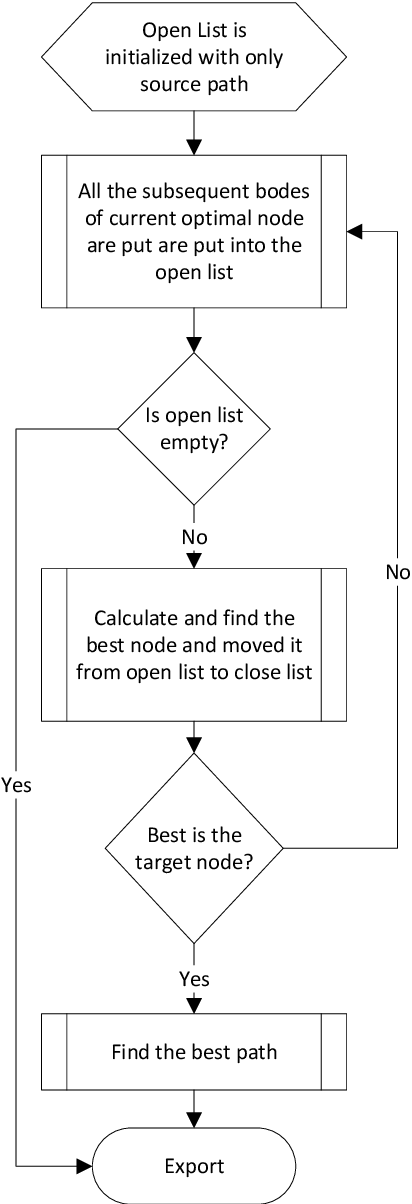 Open List is
initialized with only
source path
All the subsequent bodes
of current optimal node
are put are put into the
open list
Is open list
empty?
No
No
Calculate and find the
best node and moved it
from open list to close list
Yes
Best is the
target node?
Yes
Find the best path
Export